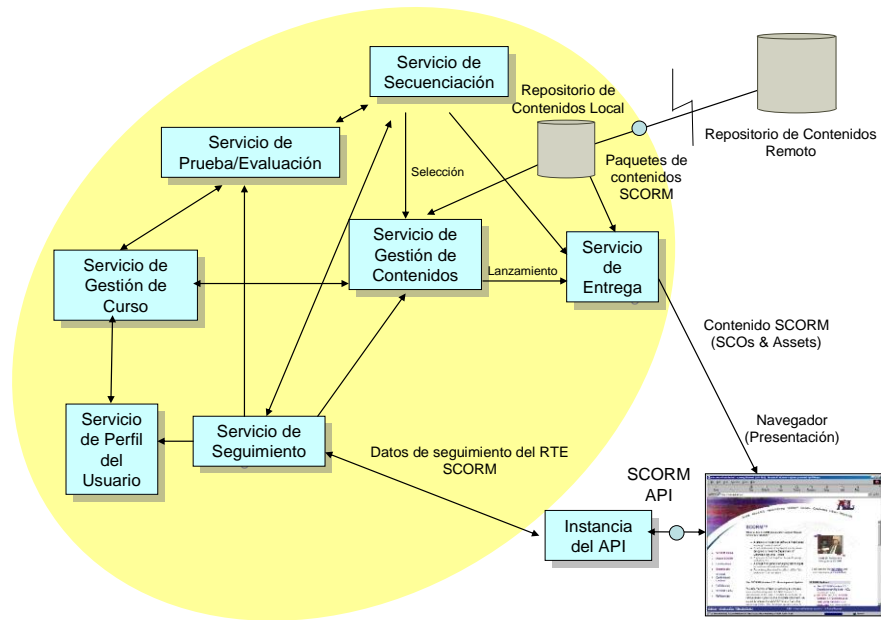 Servicio de
Secuenciación
Repositorio de
Contenidos Local
Repositorio de Contenidos
Remoto
Servicio de
Prueba/Evaluación
Paquetes de
contenidos
SCORM
Selección
Servicio de
Gestión de
Contenidos
Servicio
de
Entrega
Servicio de
Gestión de
Curso
Lanzamiento
Contenido SCORM
(SCOs & Assets)
Servicio
de Perfil
del
Usuario
Servicio de
Seguimiento
Navegador
(Presentación)
Datos de seguimiento del RTE
SCORM
SCORM
API
Instancia
del API